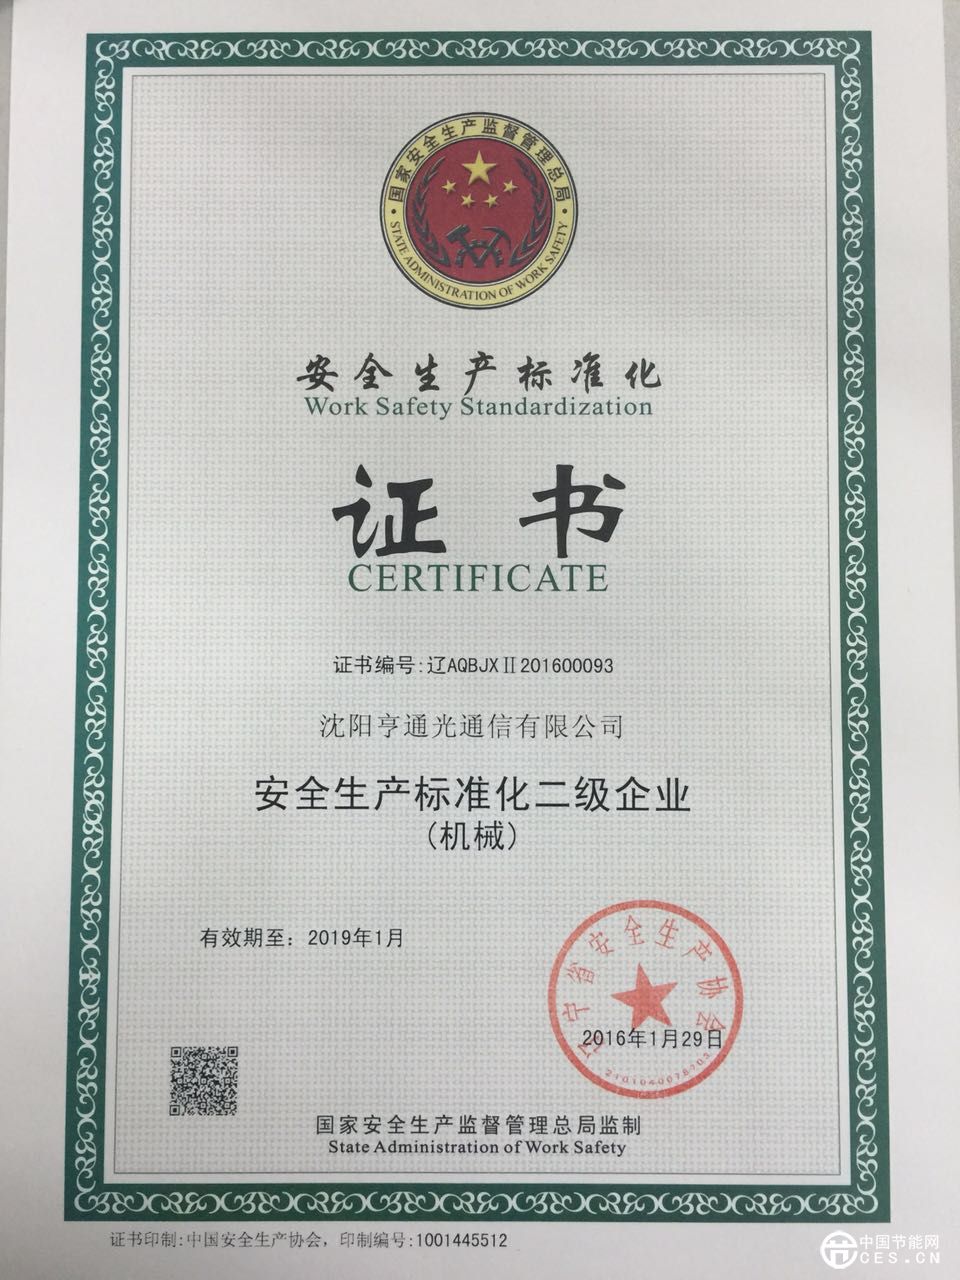 国家安全生产监督管理总局
STATE ADMINISTRATION OF WORK SAFETY
安全生产标准化
Work Safety Standardization
证书
CERTIFICATE
证书编号:辽AQBJXⅡ201600093
沈阳亨通光通信有限公司
安全生产标准化二级企业
(机械)
有效期至：2019年1月
辽宁省安全生产协会
2016年1月29日
2101040078703
国家安全生产监督管理总局监制
State Administration of Work Safety
证书印制:中国安全生产协会，印制编号:1001445512
中国节能网
CES.CN